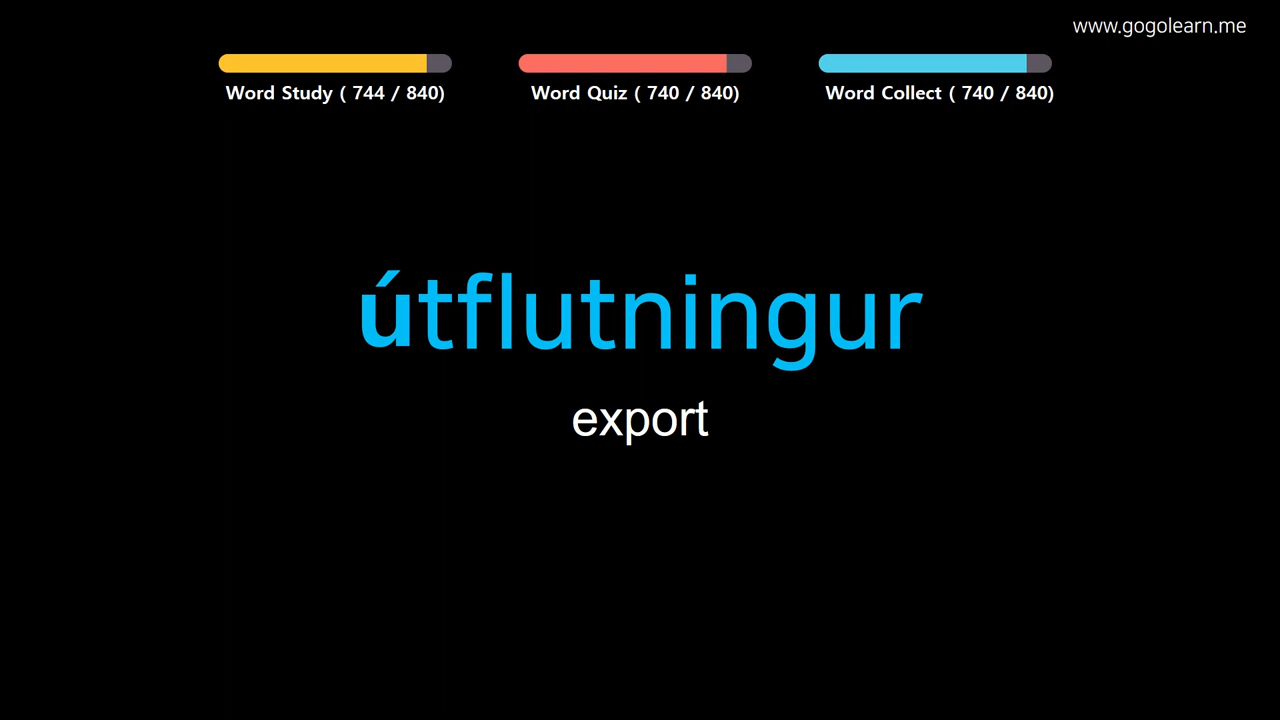 www.gogolearn.me
Word Study ( 744 / 840)
Word Quiz ( 740 / 840)
Word Collect ( 740 / 840)
útflutningur
export